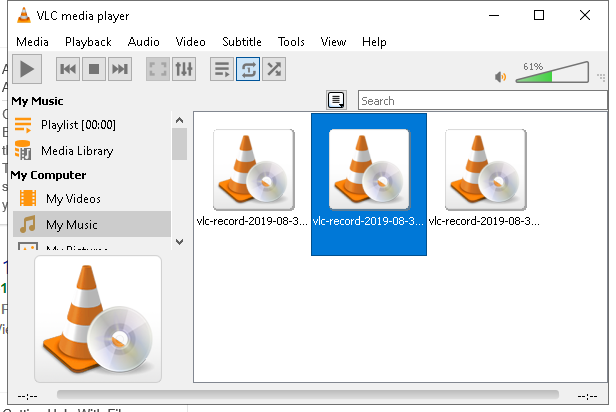 VLC media player
Media Playback Audio Video Subtitle Tools View Help
61%
My Music
Search
Playlist [00:00]
Media Library
My Computer
My Videos
My Music
My Pictures
vlc-record-2019-08-3... vlc-record-2019-08-3... vlc-record-2019-08-3...
--:-- --:--